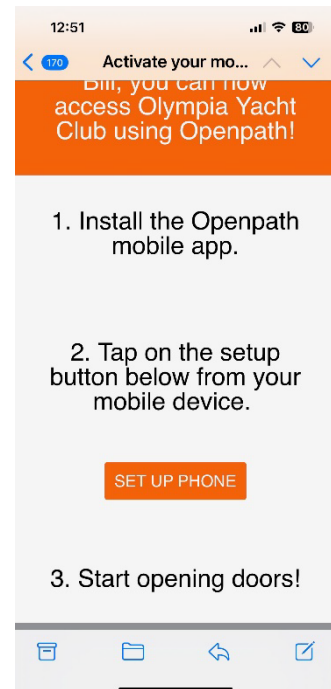 12:51
80
170
Activate your mo...
Bill, you can now
access Olympia Yacht
Club using Openpath!
1. Install the Openpath
mobile app.
2. Tap on the setup
button below from your
mobile device.
SET UP PHONE
3. Start opening doors!